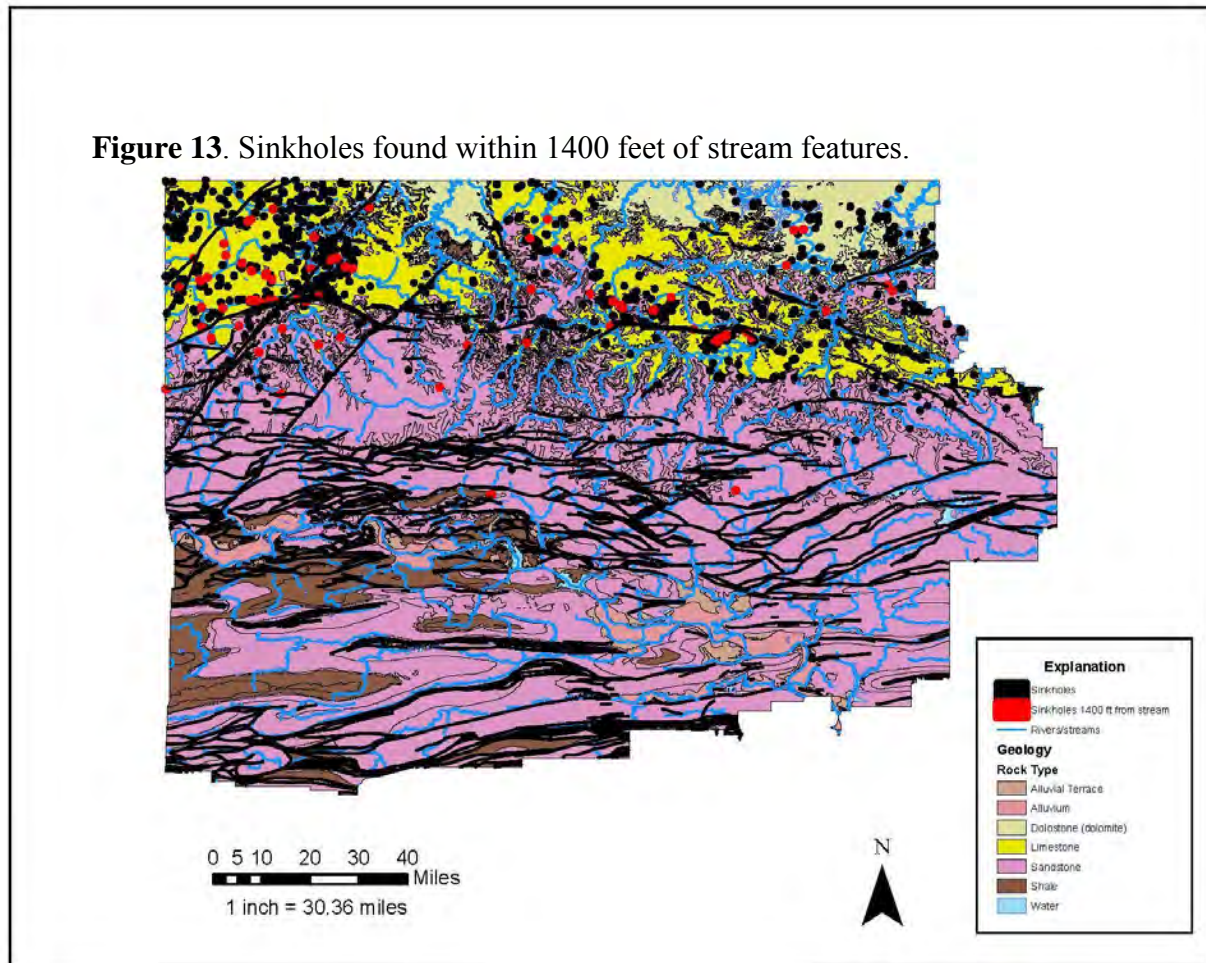 Figure 13. Sinkholes found within 1400 feet of stream features.
0 5 10 20 30 40
Miles
1 inch = 30.36 miles
N
Explanation
Sinkholes
Sinkholes 1400 ft from stream
Rivers/streams
Geology
Rock Type
Alluvial Terrace
Alluvium
Dolostone (dolomite)
Limestone
Sandstone
Shale
Water